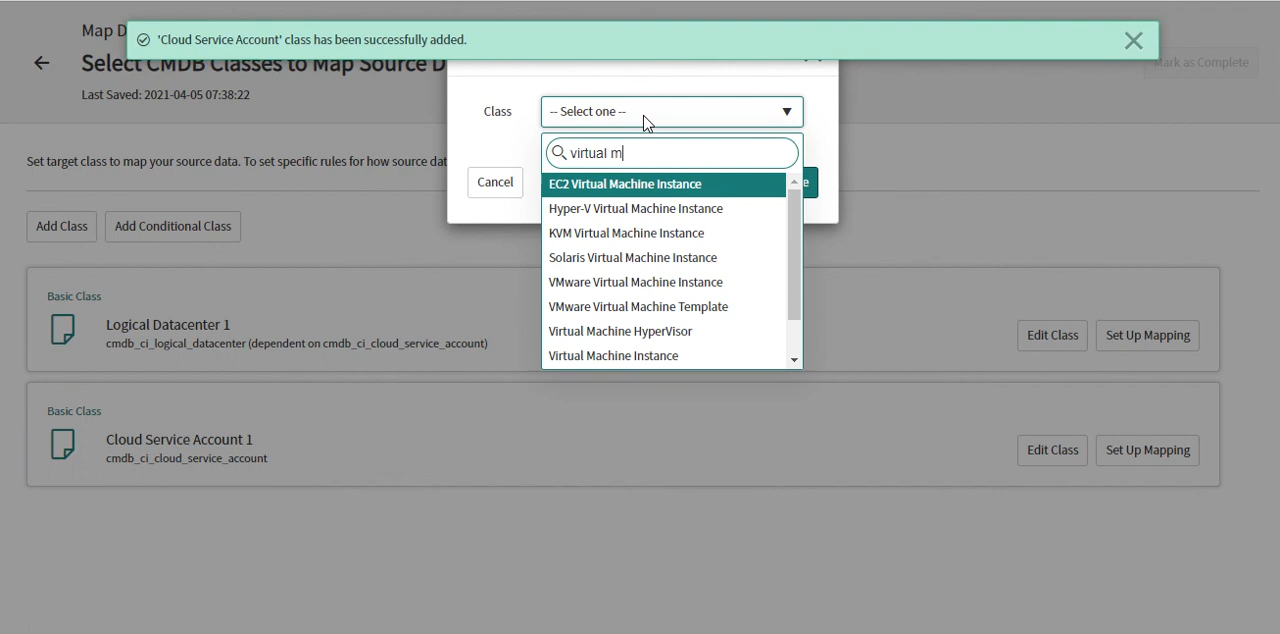 'Cloud Service Account' class has been successfully added.
Map D
Select CMDB Classes to Map Source D
Mark as Complete
Last Saved: 2021-04-05 07:38:22
Class
-- Select one --
virtual m
Set target class to map your source data. To set specific rules for how source dat
Cancel
e
EC2 Virtual Machine Instance
Hyper-V Virtual Machine Instance
KVM Virtual Machine Instance
Solaris Virtual Machine Instance
VMware Virtual Machine Instance
VMware Virtual Machine Template
Virtual Machine HyperVisor
Virtual Machine Instance
Add Class
Add Conditional Class
Basic Class
Logical Datacenter 1
cmdb_ci_logical_datacenter (dependent on cmdb_ci_cloud_service_account)
Edit Class
Set Up Mapping
Basic Class
Cloud Service Account 1
cmdb_ci_cloud_service_account
Edit Class
Set Up Mapping